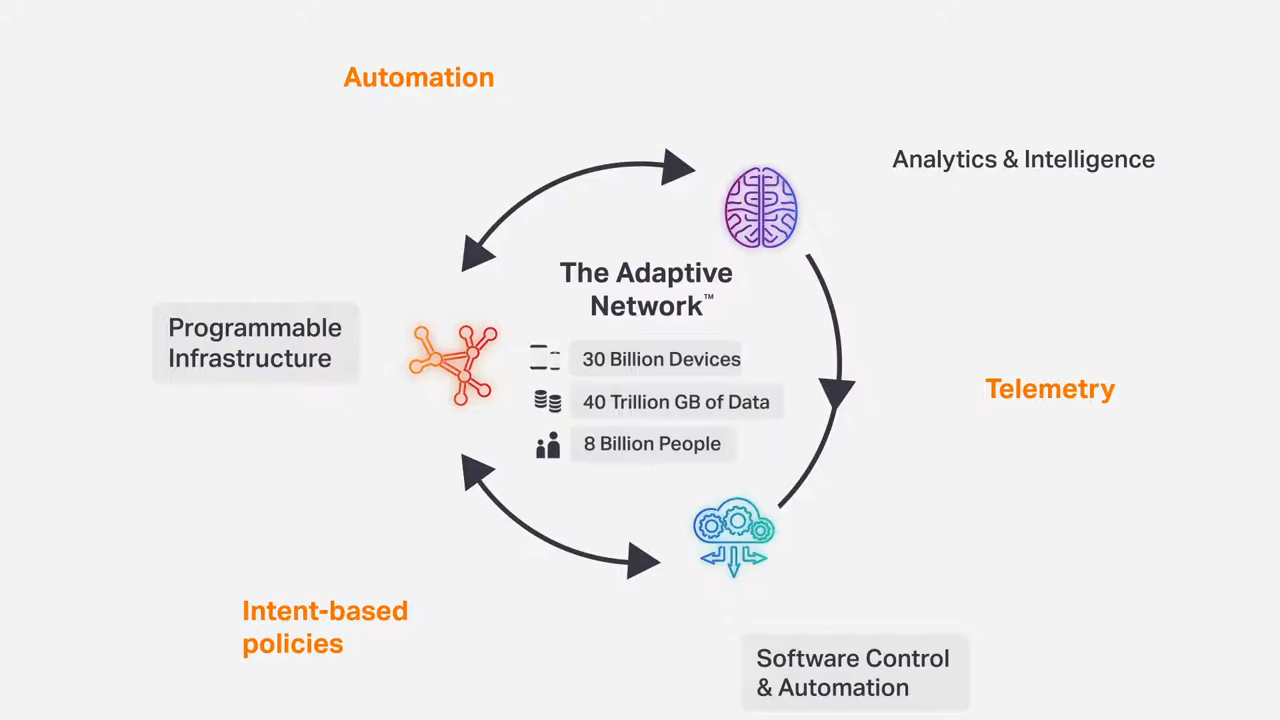 Automation
Analytics & Intelligence
The Adaptive
Network™
Programmable
Infrastructure
30 Billion Devices
40 Trillion GB of Data
8 Billion People
Telemetry
Intent-based
policies
Software Control
& Automation